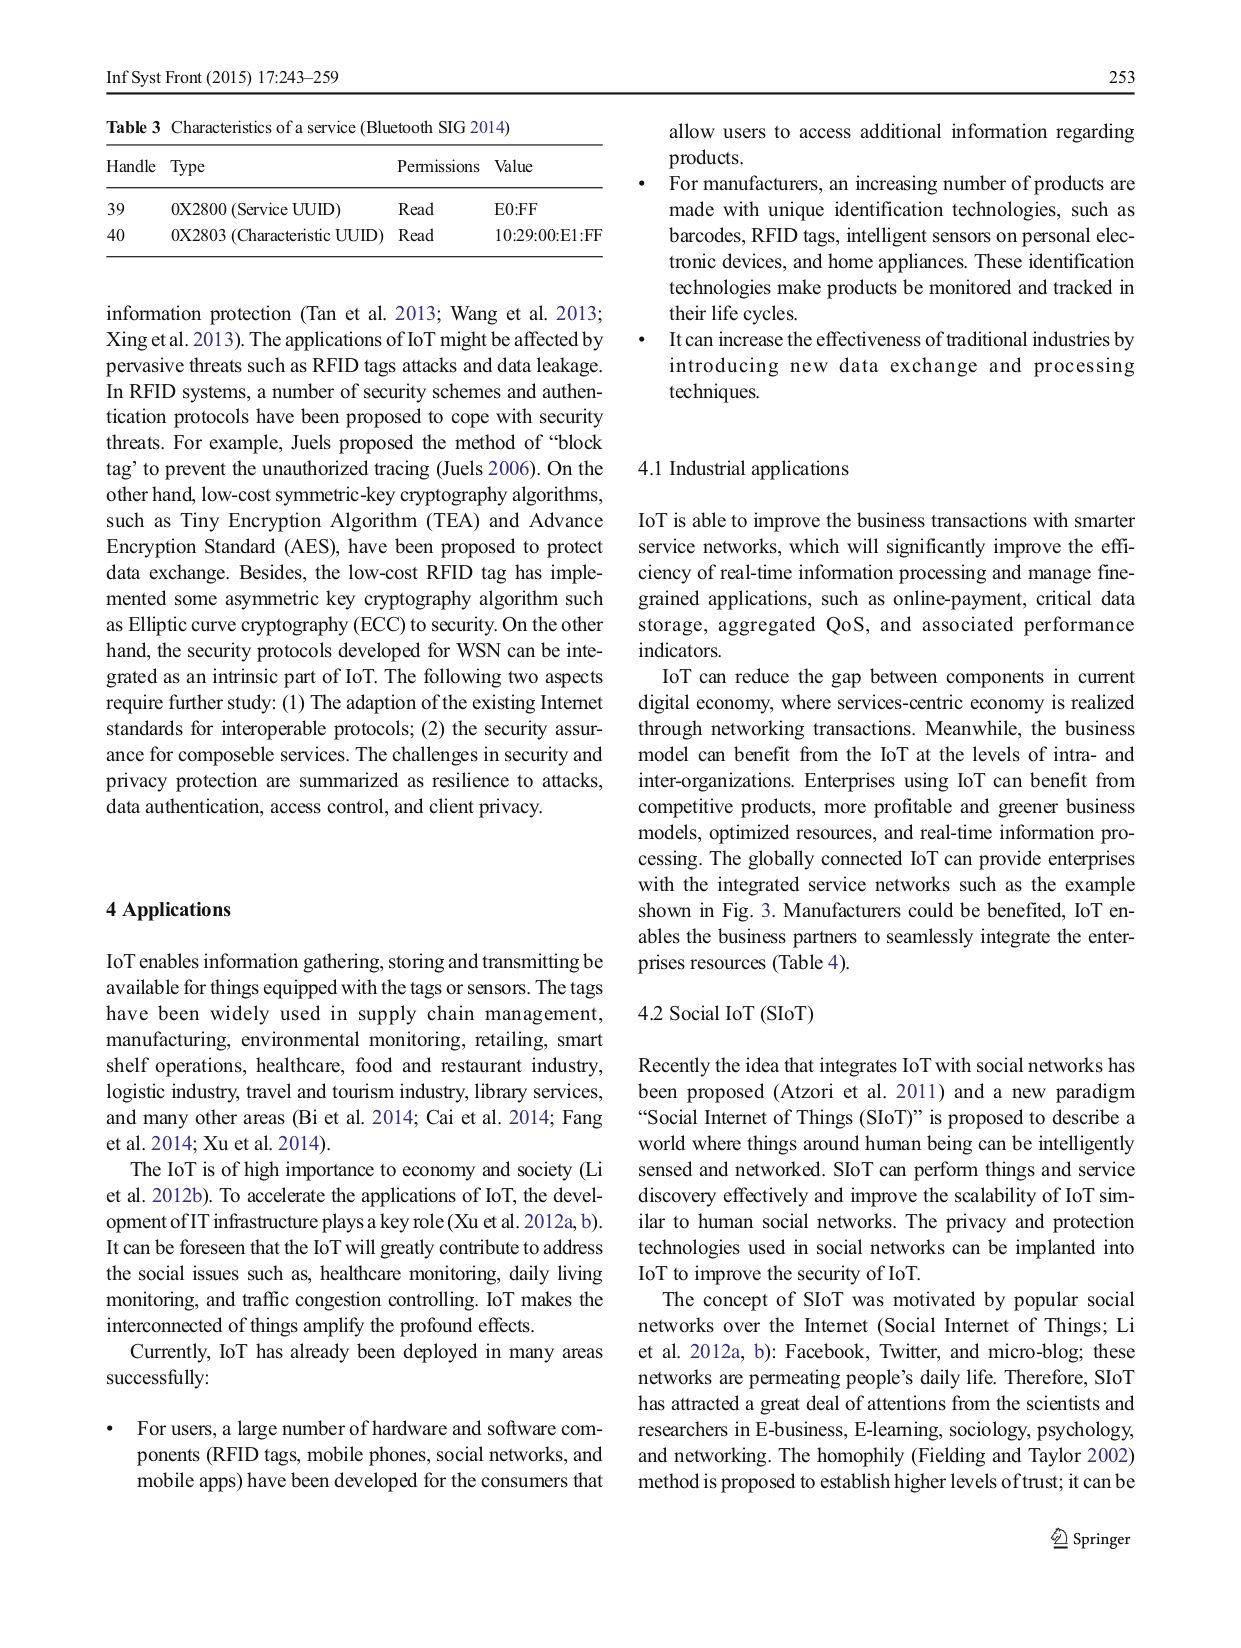 Inf Syst Front (2015) 17:243–259
253
Table 3 Characteristics of a service (Bluetooth SIG 2014)
Handle Type Permissions Value
39 0X2800 (Service UUID) Read E0:FF
40 0X2803 (Characteristic UUID) Read 10:29:00:E1:FF
information protection (Tan et al. 2013; Wang et al. 2013;
Xing et al. 2013). The applications of IoT might be affected by
pervasive threats such as RFID tags attacks and data leakage.
In RFID systems, a number of security schemes and authen-
tication protocols have been proposed to cope with security
threats. For example, Juels proposed the method of “block
tag’ to prevent the unauthorized tracing (Juels 2006). On the
other hand, low-cost symmetric-key cryptography algorithms,
such as Tiny Encryption Algorithm (TEA) and Advance
Encryption Standard (AES), have been proposed to protect
data exchange. Besides, the low-cost RFID tag has imple-
mented some asymmetric key cryptography algorithm such
as Elliptic curve cryptography (ECC) to security. On the other
hand, the security protocols developed for WSN can be inte-
grated as an intrinsic part of IoT. The following two aspects
require further study: (1) The adaption of the existing Internet
standards for interoperable protocols; (2) the security assur-
ance for composeble services. The challenges in security and
privacy protection are summarized as resilience to attacks,
data authentication, access control, and client privacy.
4 Applications
IoT enables information gathering, storing and transmitting be
available for things equipped with the tags or sensors. The tags
have been widely used in supply chain management,
manufacturing, environmental monitoring, retailing, smart
shelf operations, healthcare, food and restaurant industry,
logistic industry, travel and tourism industry, library services,
and many other areas (Bi et al. 2014; Cai et al. 2014; Fang
et al. 2014; Xu et al. 2014).
The IoT is of high importance to economy and society (Li
et al. 2012b). To accelerate the applications of IoT, the devel-
opment of IT infrastructure plays a key role (Xu et al. 2012a, b).
It can be foreseen that the IoT will greatly contribute to address
the social issues such as, healthcare monitoring, daily living
monitoring, and traffic congestion controlling. IoT makes the
interconnected of things amplify the profound effects.
Currently, IoT has already been deployed in many areas
successfully:
• For users, a large number of hardware and software com-
ponents (RFID tags, mobile phones, social networks, and
mobile apps) have been developed for the consumers that
allow users to access additional information regarding
products.
• For manufacturers, an increasing number of products are
made with unique identification technologies, such as
barcodes, RFID tags, intelligent sensors on personal elec-
tronic devices, and home appliances. These identification
technologies make products be monitored and tracked in
their life cycles.
• It can increase the effectiveness of traditional industries by
introducing new data exchange and processing
techniques.
4.1 Industrial applications
IoT is able to improve the business transactions with smarter
service networks, which will significantly improve the effi-
ciency of real-time information processing and manage fine-
grained applications, such as online-payment, critical data
storage, aggregated QoS, and associated performance
indicators.
IoT can reduce the gap between components in current
digital economy, where services-centric economy is realized
through networking transactions. Meanwhile, the business
model can benefit from the IoT at the levels of intra- and
inter-organizations. Enterprises using IoT can benefit from
competitive products, more profitable and greener business
models, optimized resources, and real-time information pro-
cessing. The globally connected IoT can provide enterprises
with the integrated service networks such as the example
shown in Fig. 3. Manufacturers could be benefited, IoT en-
ables the business partners to seamlessly integrate the enter-
prises resources (Table 4).
4.2 Social IoT (SIoT)
Recently the idea that integrates IoT with social networks has
been proposed (Atzori et al. 2011) and a new paradigm
“Social Internet of Things (SIoT)” is proposed to describe a
world where things around human being can be intelligently
sensed and networked. SIoT can perform things and service
discovery effectively and improve the scalability of IoT sim-
ilar to human social networks. The privacy and protection
technologies used in social networks can be implanted into
IoT to improve the security of IoT.
The concept of SIoT was motivated by popular social
networks over the Internet (Social Internet of Things; Li
et al. 2012a, b): Facebook, Twitter, and micro-blog; these
networks are permeating people’s daily life. Therefore, SIoT
has attracted a great deal of attentions from the scientists and
researchers in E-business, E-learning, sociology, psychology,
and networking. The homophily (Fielding and Taylor 2002)
method is proposed to establish higher levels of trust; it can be
Springer